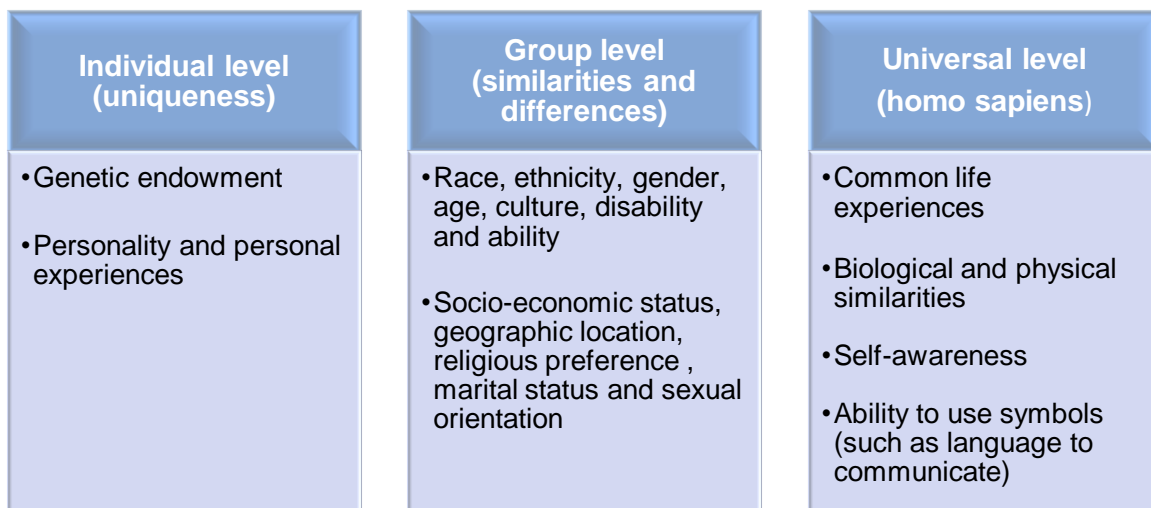 Individual level
(uniqueness)
•Genetic endowment
•Personality and personal
experiences
Group level
(similarities and
differences)
•Race, ethnicity, gender,
age, culture, disability
and ability
•Socio-economic status,
geographic location,
religious preference ,
marital status and sexual
orientation
Universal level
(homo sapiens)
•Common life
experiences
•Biological and physical
similarities
•Self-awareness
•Ability to use symbols
(such as language to
communicate)